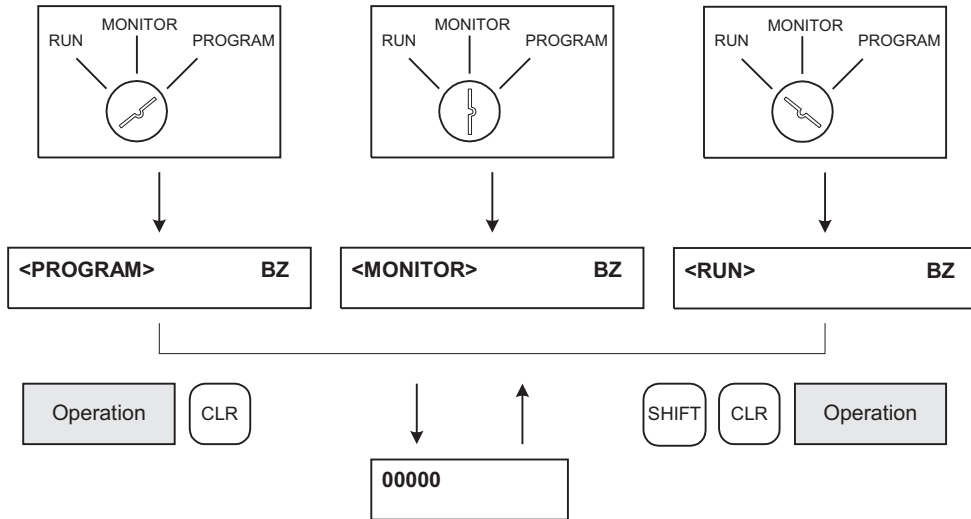 RUN MONITOR PROGRAM
RUN MONITOR PROGRAM
RUN MONITOR PROGRAM
<PROGRAM> BZ
<MONITOR> BZ
<RUN> BZ
Operation CLR
SHIFT CLR Operation
00000